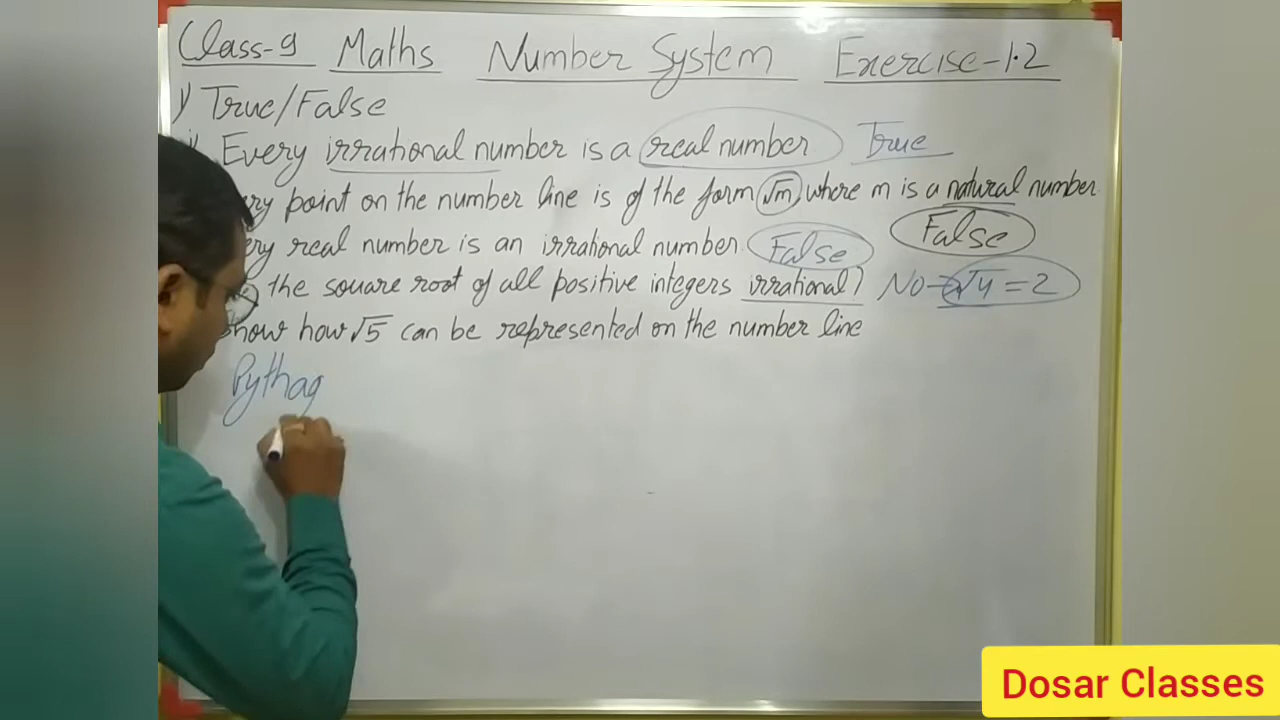 Class-9 Maths Number System Exercise-1.2
1) True/False
Every irrational number is a real number True
ry point on the number line is of the form √m, where m is a natural number
ery real number is an irrational number False False
the square root of all positive integers irrational? No → √4 = 2
how how √5 can be represented on the number line
Pythag
Dosar Classes